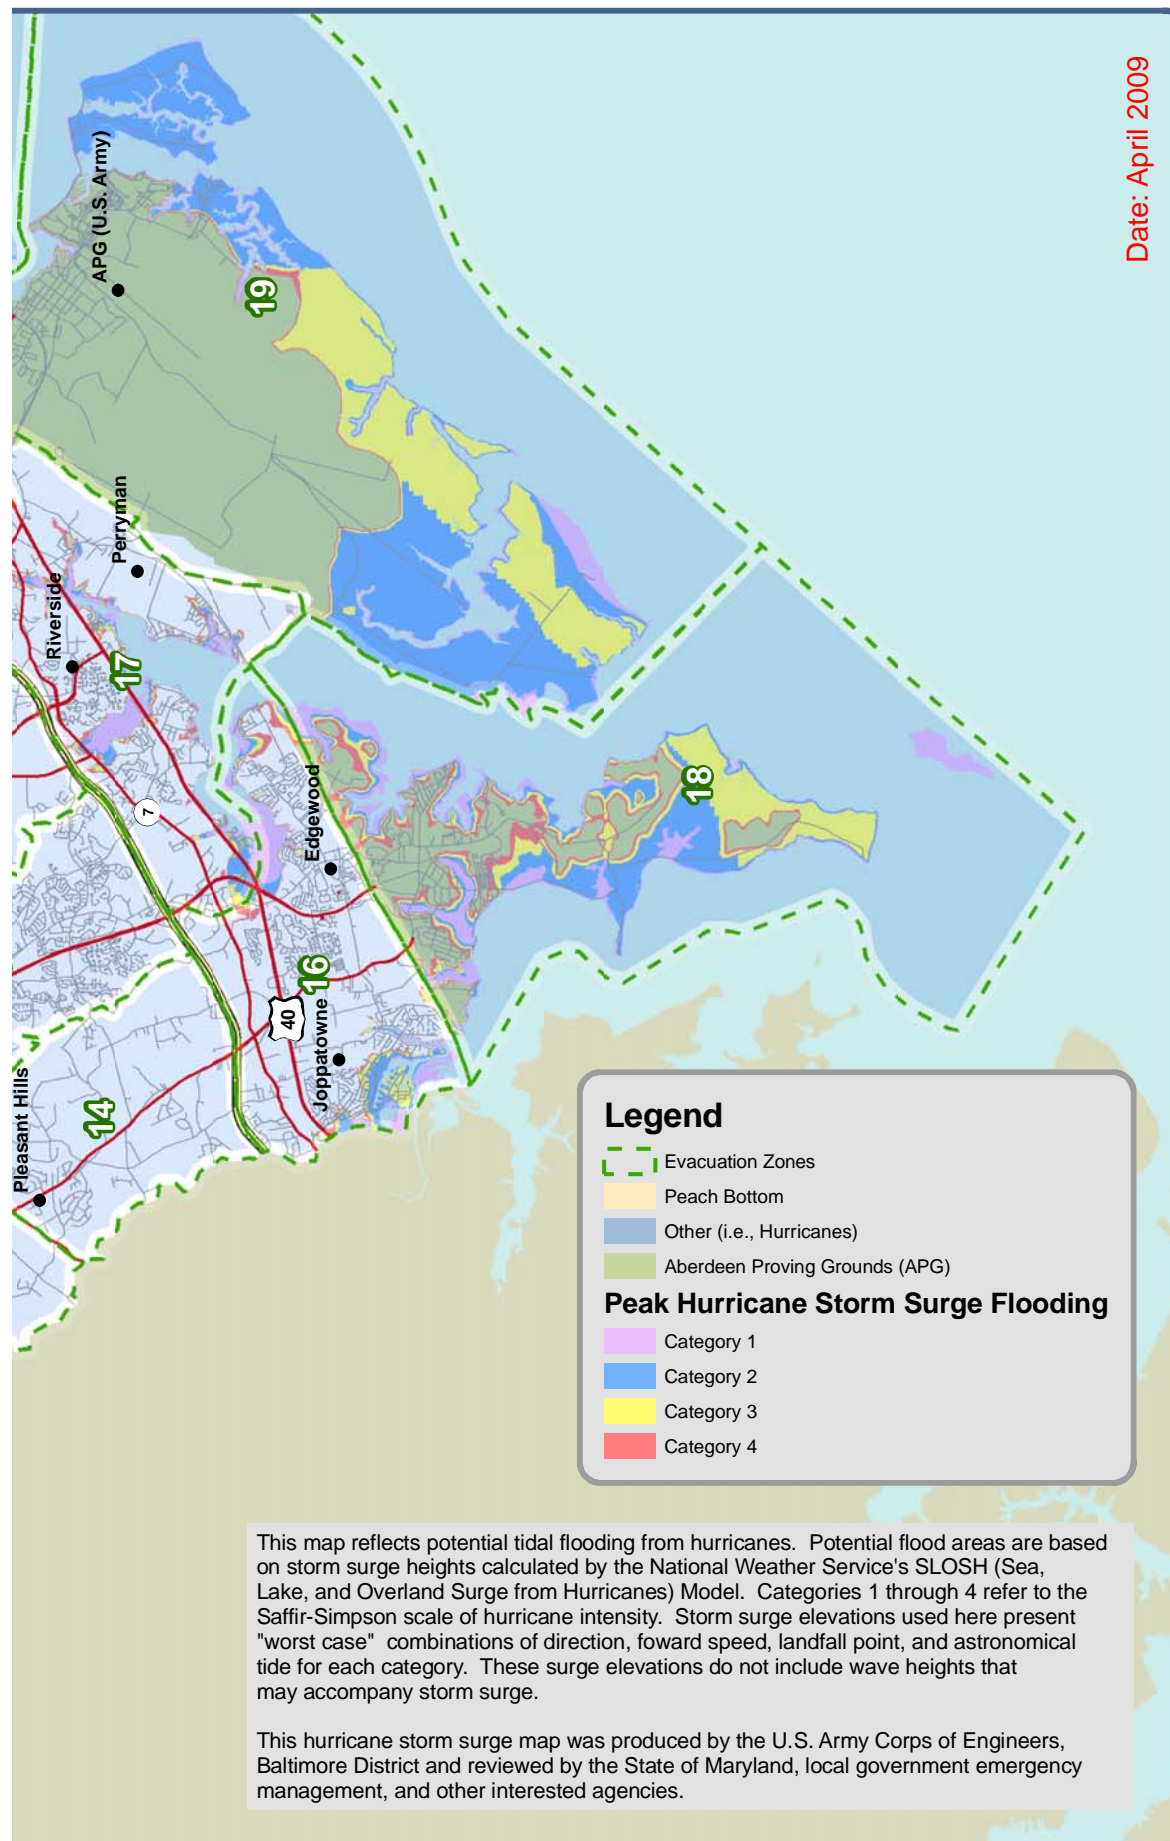 Date: April 2009
APG (U.S. Army)
19
Perryman
Riverside
17
7
Edgewood
18
16
40
Joppatowne
Pleasant Hills
14
Legend
Evacuation Zones
Peach Bottom
Other (i.e., Hurricanes)
Aberdeen Proving Grounds (APG)
Peak Hurricane Storm Surge Flooding
Category 1
Category 2
Category 3
Category 4
This map reflects potential tidal flooding from hurricanes.  Potential flood areas are based
on storm surge heights calculated by the National Weather Service's SLOSH (Sea,
Lake, and Overland Surge from Hurricanes) Model.  Categories 1 through 4 refer to the
Saffir-Simpson scale of hurricane intensity.  Storm surge elevations used here present
"worst case"  combinations of direction, foward speed, landfall point, and astronomical
tide for each category.  These surge elevations do not include wave heights that
may accompany storm surge.
This hurricane storm surge map was produced by the U.S. Army Corps of Engineers,
Baltimore District and reviewed by the State of Maryland, local government emergency
management, and other interested agencies.